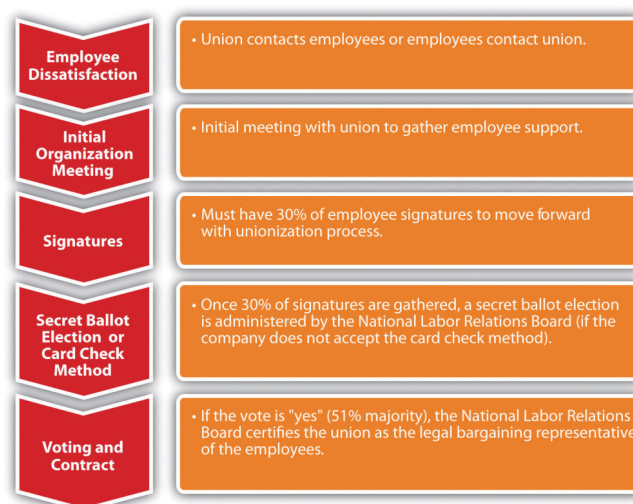 Employee
Dissatisfaction
• Union contacts employees or employees contact union.
Initial
Organization
Meeting
• Initial meeting with union to gather employee support.
Signatures
• Must have 30% of employee signatures to move forward
with unionization process.
Secret Ballot
Election or
Card Check
Method
• Once 30% of signatures are gathered, a secret ballot election
is administered by the National Labor Relations Board (if the
company does not accept the card check method).
Voting and
Contract
• If the vote is "yes" (51% majority), the National Labor Relations
Board certifies the union as the legal bargaining representative
of the employees.